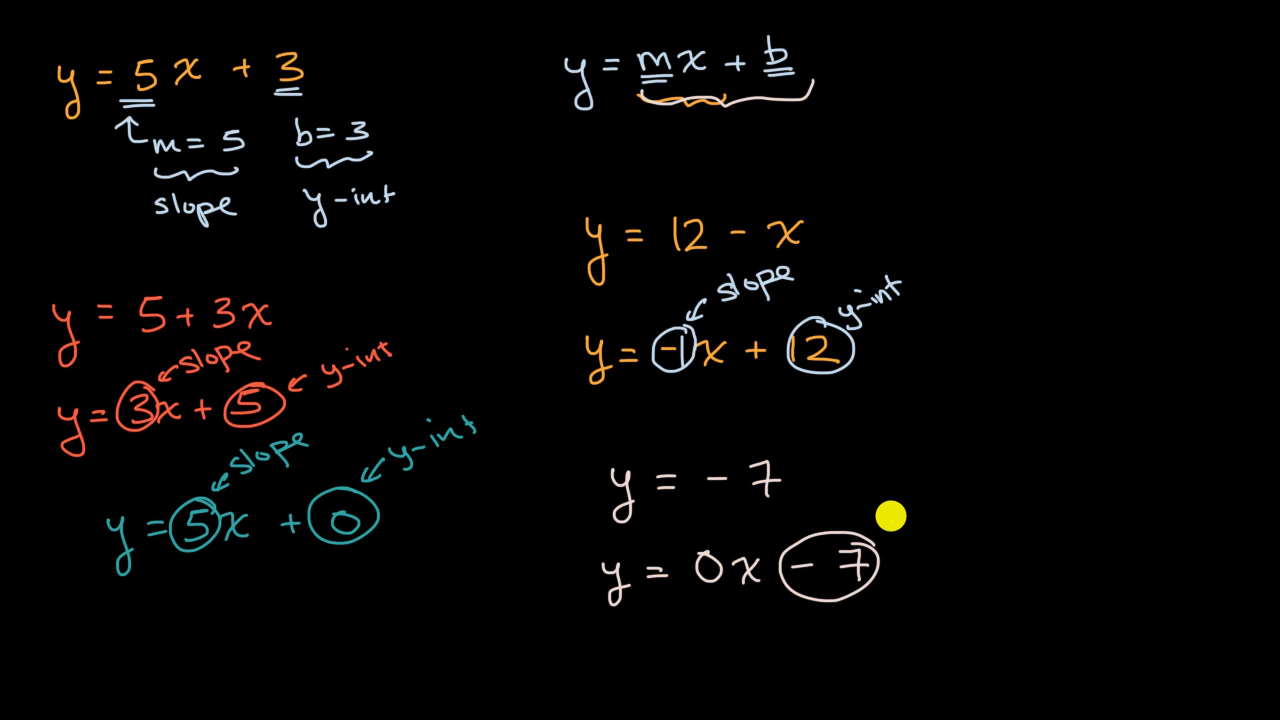 y = 5x + 3
m = 5 b = 3
slope y-int
y = 5 + 3x
slope
y-int
y = 3x + 5
slope
y-int
y = 5x + 0
y = mx + b
y = 12 - x
slope
y-int
y = -1x + 12
y = - 7
y = 0x - 7